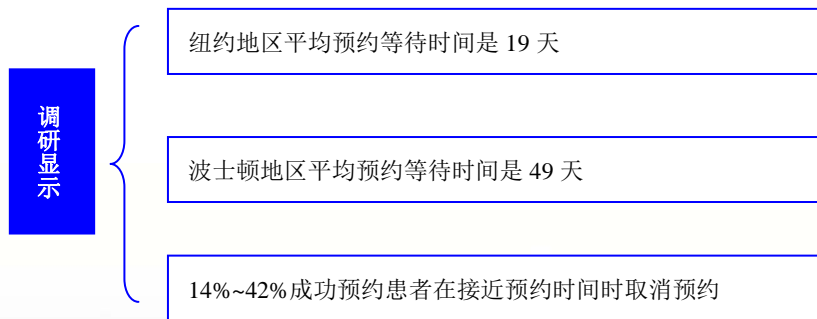 调研显示
纽约地区平均预约等待时间是 19 天
波士顿地区平均预约等待时间是 49 天
14%~42%成功预约患者在接近预约时间时取消预约